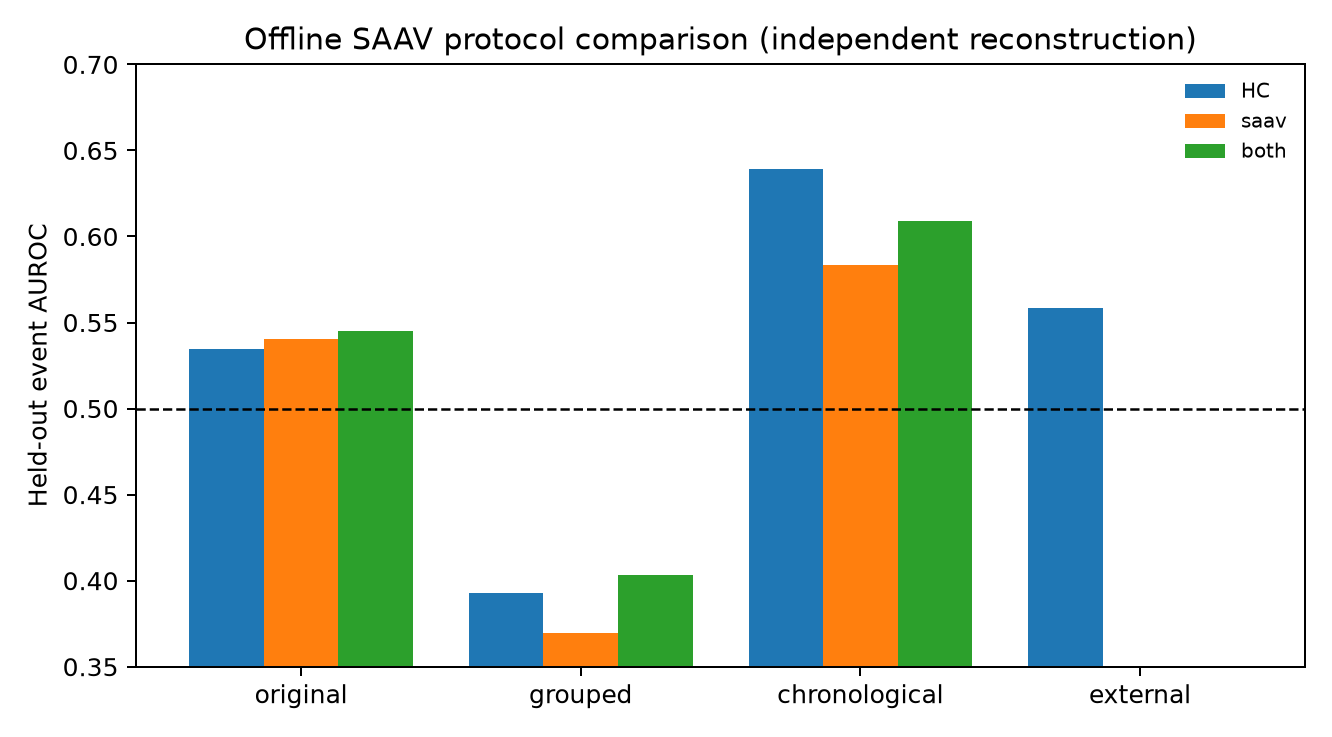 Offline SAAV protocol comparison (independent reconstruction)
Held-out event AUROC
0.70
0.65
0.60
0.55
0.50
0.45
0.40
0.35
HC
saav
both
original
grouped
chronological
external